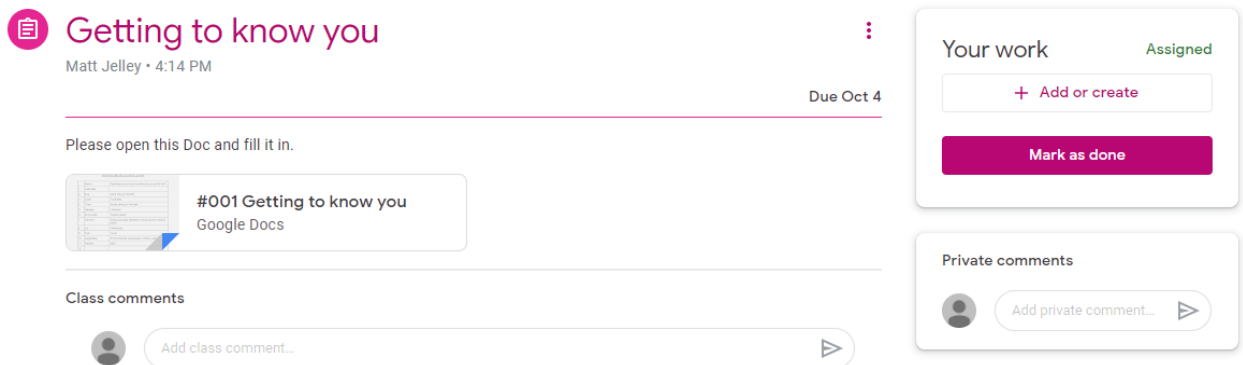 Getting to know you
Matt Jelley • 4:14 PM
Due Oct 4
Please open this Doc and fill it in.
#001 Getting to know you
Google Docs
Class comments
Add class comment...
Your work
Assigned
+ Add or create
Mark as done
Private comments
Add private comment...